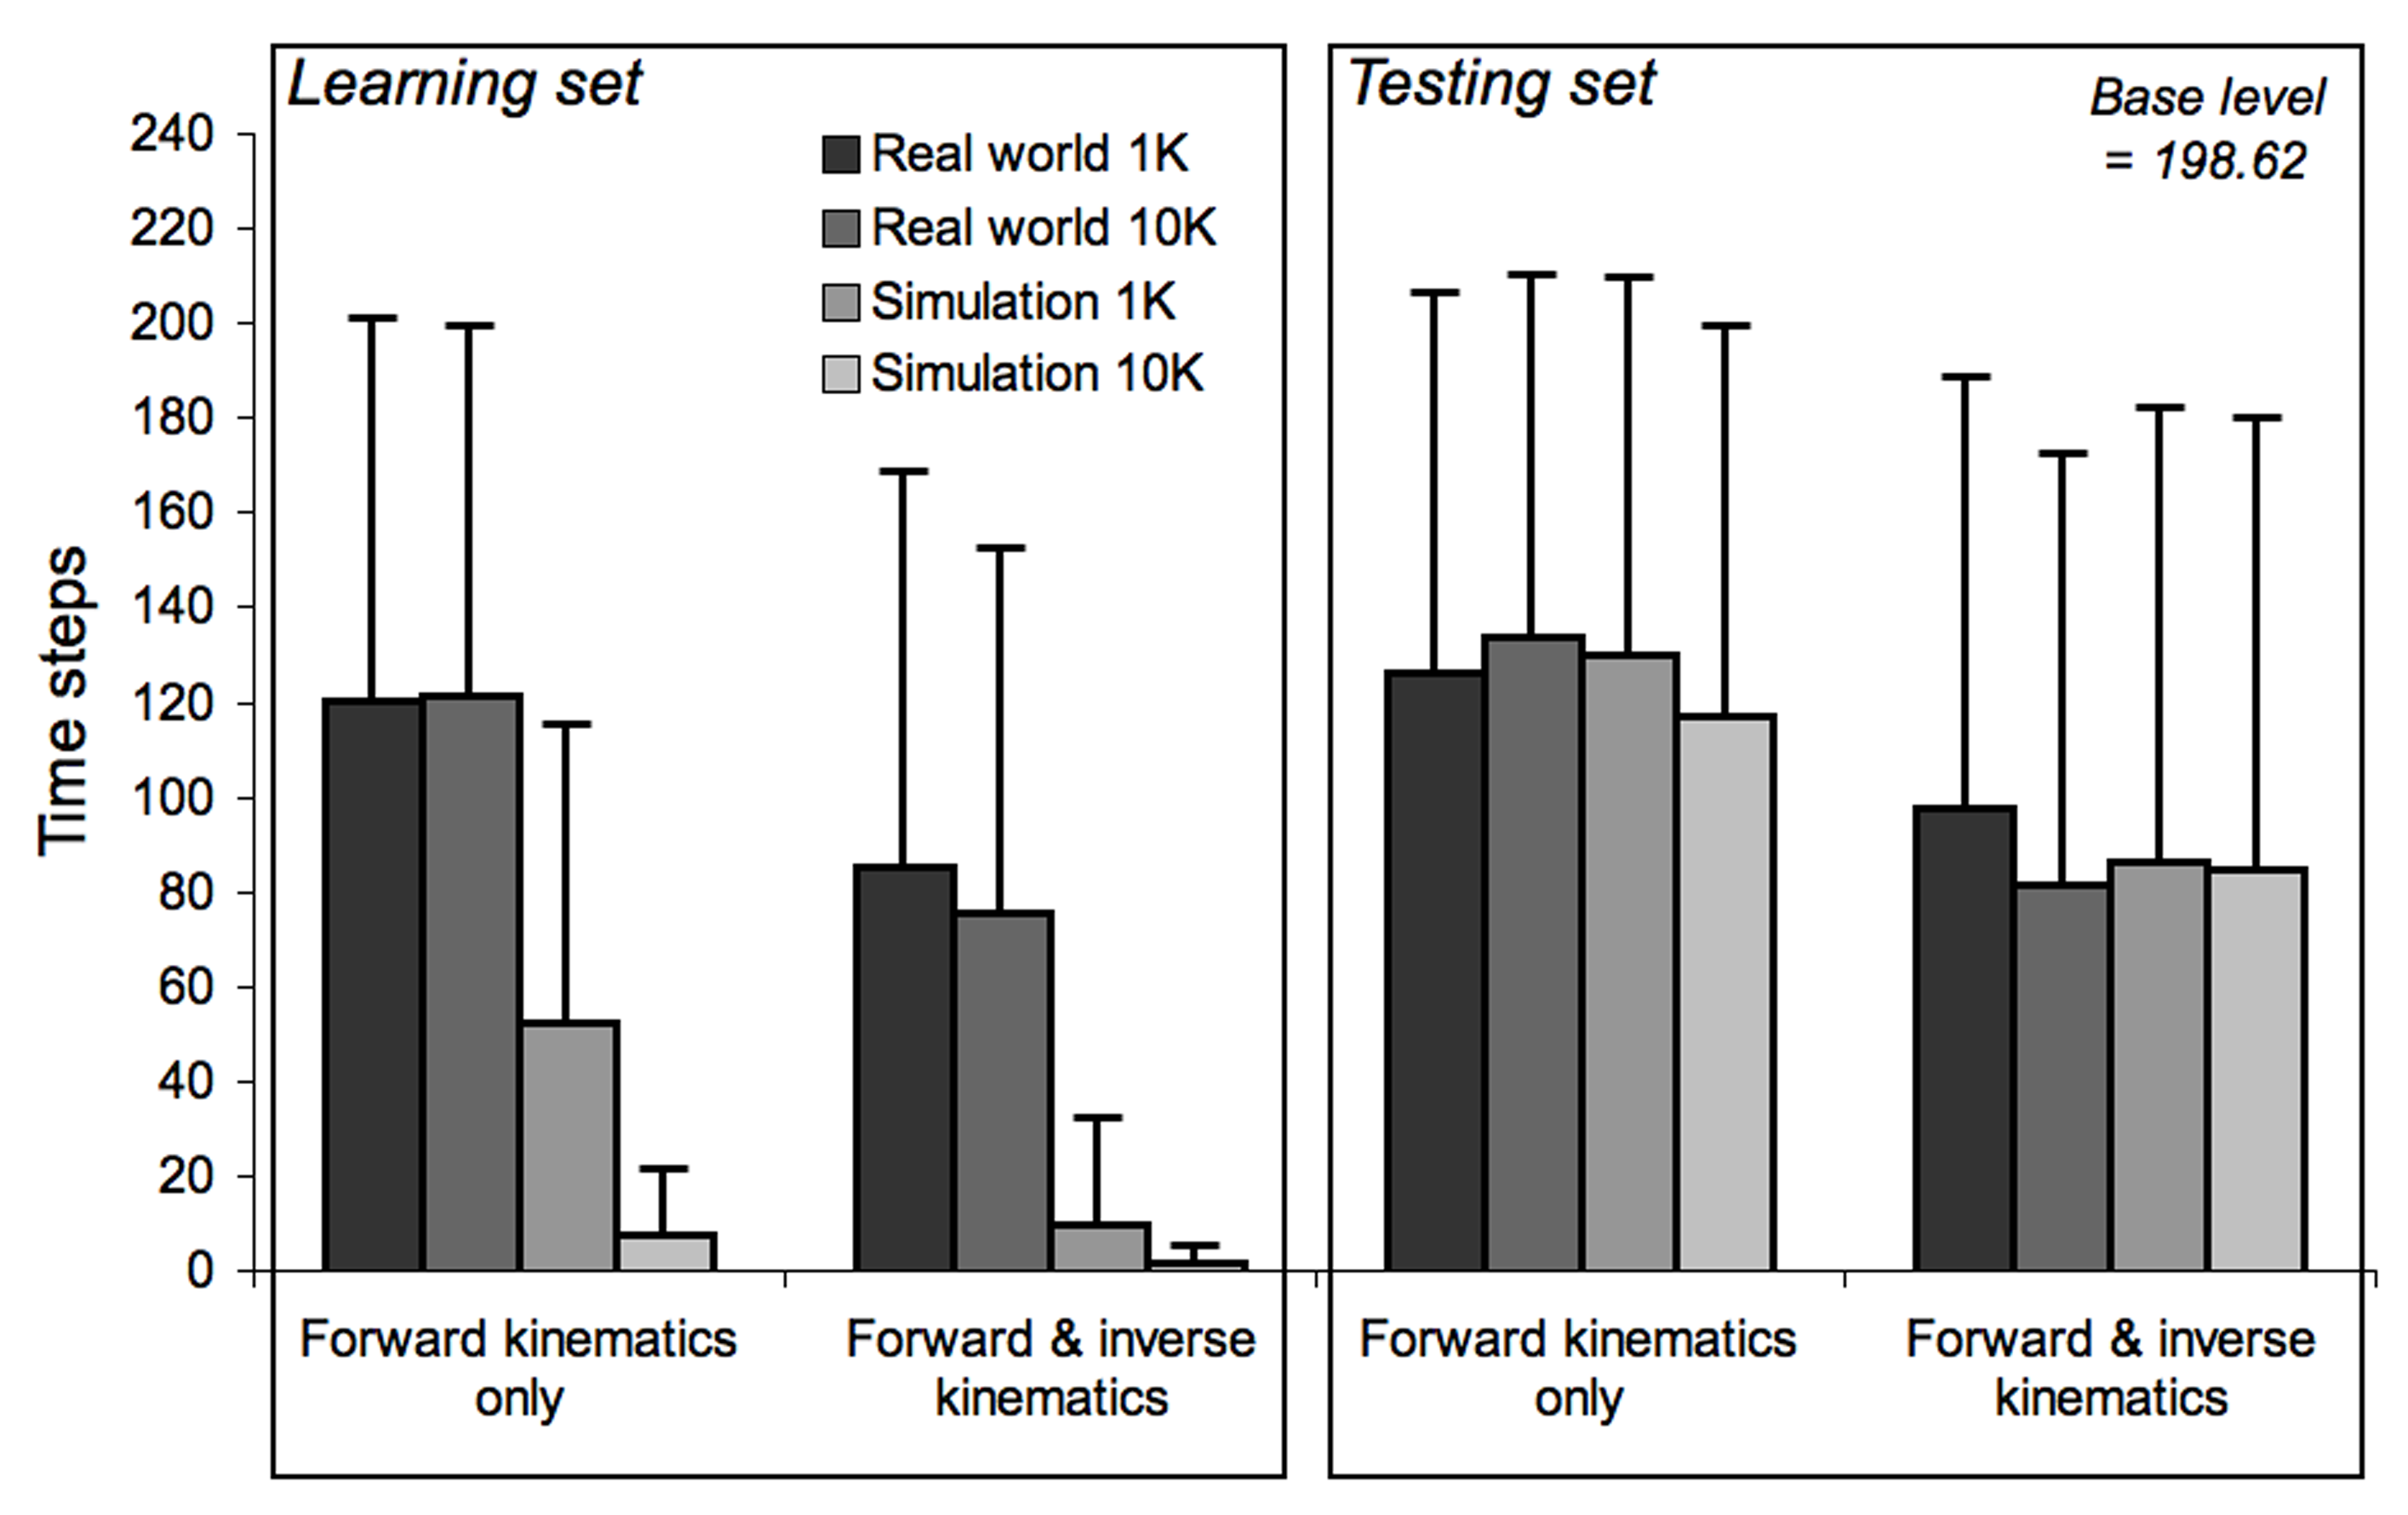 Learning set
Testing set
Base level
= 198.62
Real world 1K
Real world 10K
Simulation 1K
Simulation 10K
Time steps
240
220
200
180
160
140
120
100
80
60
40
20
0
Forward kinematics
only
Forward & inverse
kinematics
Forward kinematics
only
Forward & inverse
kinematics